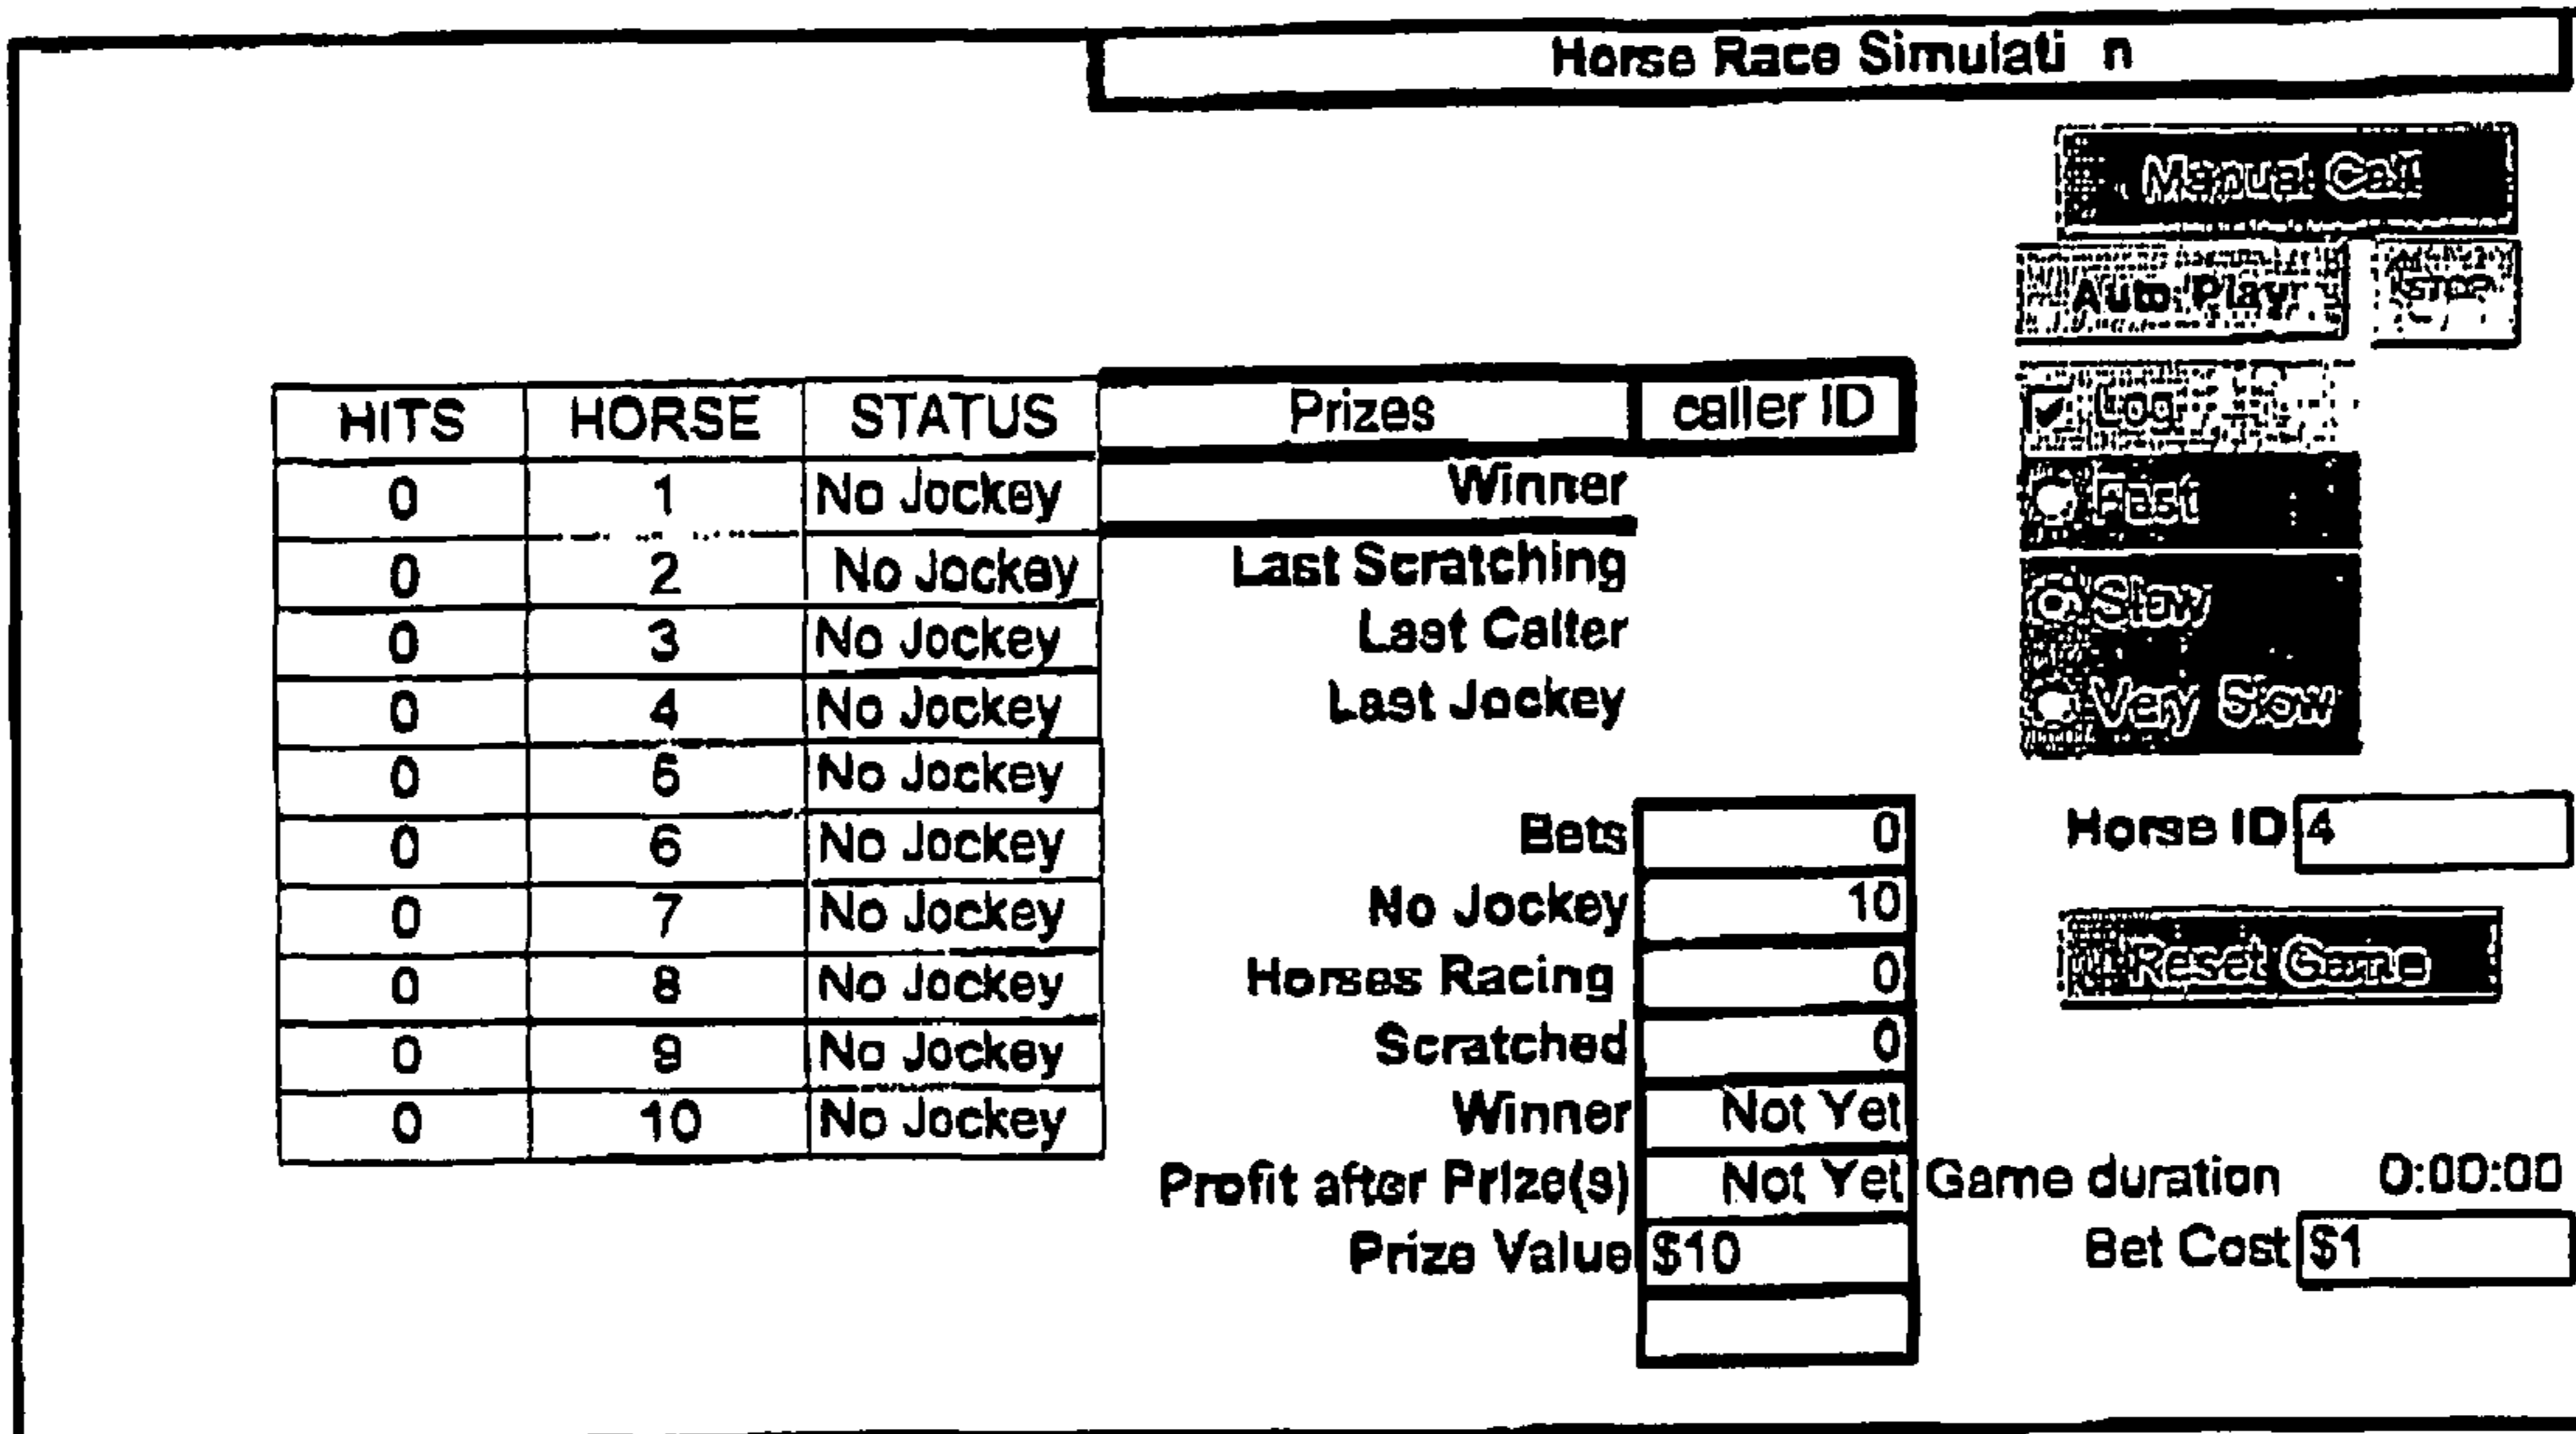 Horse Race Simulati n
Manual Call
Auto Play STOP
HITS HORSE STATUS Prizes caller ID
Log
0 1 No Jockey Winner
Fast
0 2 No Jockey Last Scratching
Slow
0 3 No Jockey Last Caller
0 4 No Jockey Last Jockey
Very Slow
0 5 No Jockey
0 6 No Jockey Bets 0 Horse ID 4
0 7 No Jockey No Jockey 10
0 8 No Jockey Horses Racing 0 Reset Game
0 9 No Jockey Scratched 0
0 10 No Jockey Winner Not Yet
Profit after Prize(s) Not Yet Game duration 0:00:00
Prize Value $10 Bet Cost $1